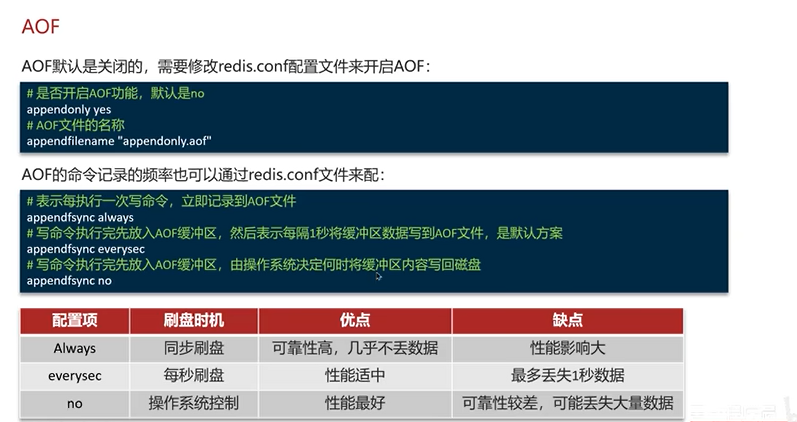 AOF
AOF默认是关闭的，需要修改redis.conf配置文件来开启AOF：
# 是否开启AOF功能，默认是no
appendonly yes
# AOF文件的名称
appendfilename "appendonly.aof"
AOF的命令记录的频率也可以通过redis.conf文件来配：
# 表示每执行一次写命令，立即记录到AOF文件
appendfsync always
# 写命令执行完先放入AOF缓冲区，然后表示每隔1秒将缓冲区数据写到AOF文件，是默认方案
appendfsync everysec
# 写命令执行完先放入AOF缓冲区，由操作系统决定何时将缓冲区内容写回磁盘
appendfsync no
配置项 刷盘时机 优点 缺点
Always 同步刷盘 可靠性高，几乎不丢数据 性能影响大
everysec 每秒刷盘 性能适中 最多丢失1秒数据
no 操作系统控制 性能最好 可靠性较差，可能丢失大量数据